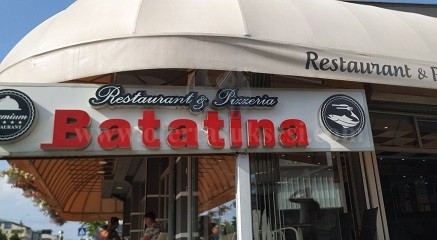 Restaurant & P
Restaurant & Pizzeria
Batatina